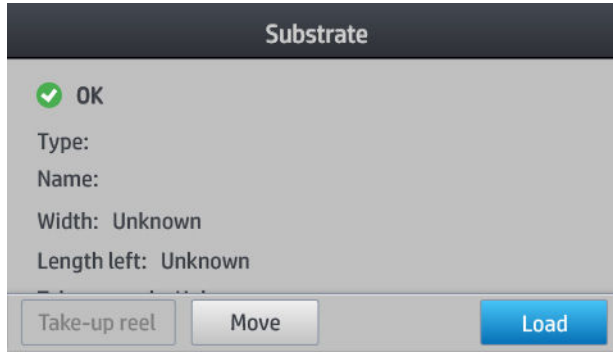 Substrate
OK
Type:
Name:
Width: Unknown
Length left: Unknown
Take-up reel
Move
Load